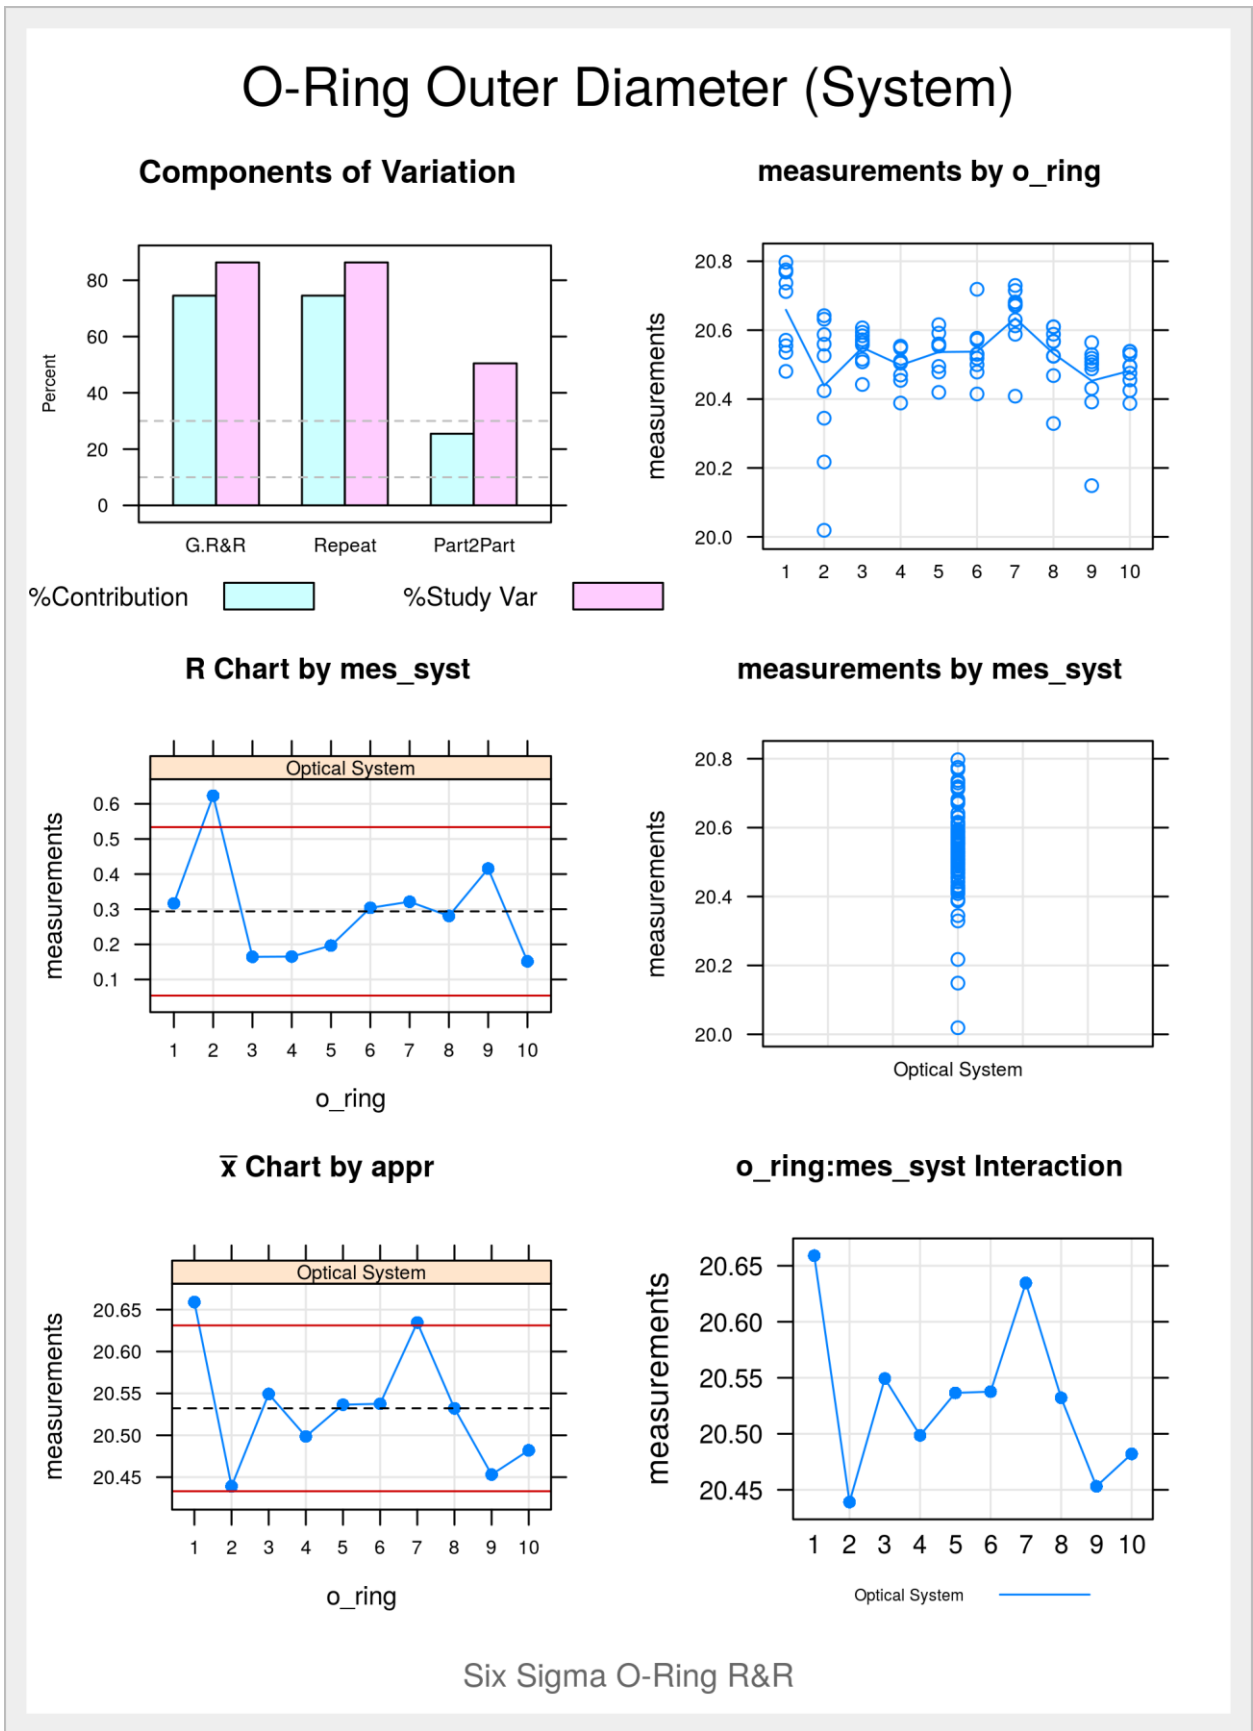 O-Ring Outer Diameter (System)
Components of Variation
Percent
80
60
40
20
0
G.R&R Repeat Part2Part
%Contribution %Study Var
measurements by o_ring
measurements
20.8
20.6
20.4
20.2
20.0
1 2 3 4 5 6 7 8 9 10
R Chart by mes_syst
Optical System
measurements
0.6
0.5
0.4
0.3
0.2
0.1
1 2 3 4 5 6 7 8 9 10
o_ring
measurements by mes_syst
measurements
20.8
20.6
20.4
20.2
20.0
Optical System
x̅ Chart by appr
Optical System
measurements
20.65
20.60
20.55
20.50
20.45
1 2 3 4 5 6 7 8 9 10
o_ring
o_ring:mes_syst Interaction
measurements
20.65
20.60
20.55
20.50
20.45
1 2 3 4 5 6 7 8 9 10
Optical System
Six Sigma O-Ring R&R